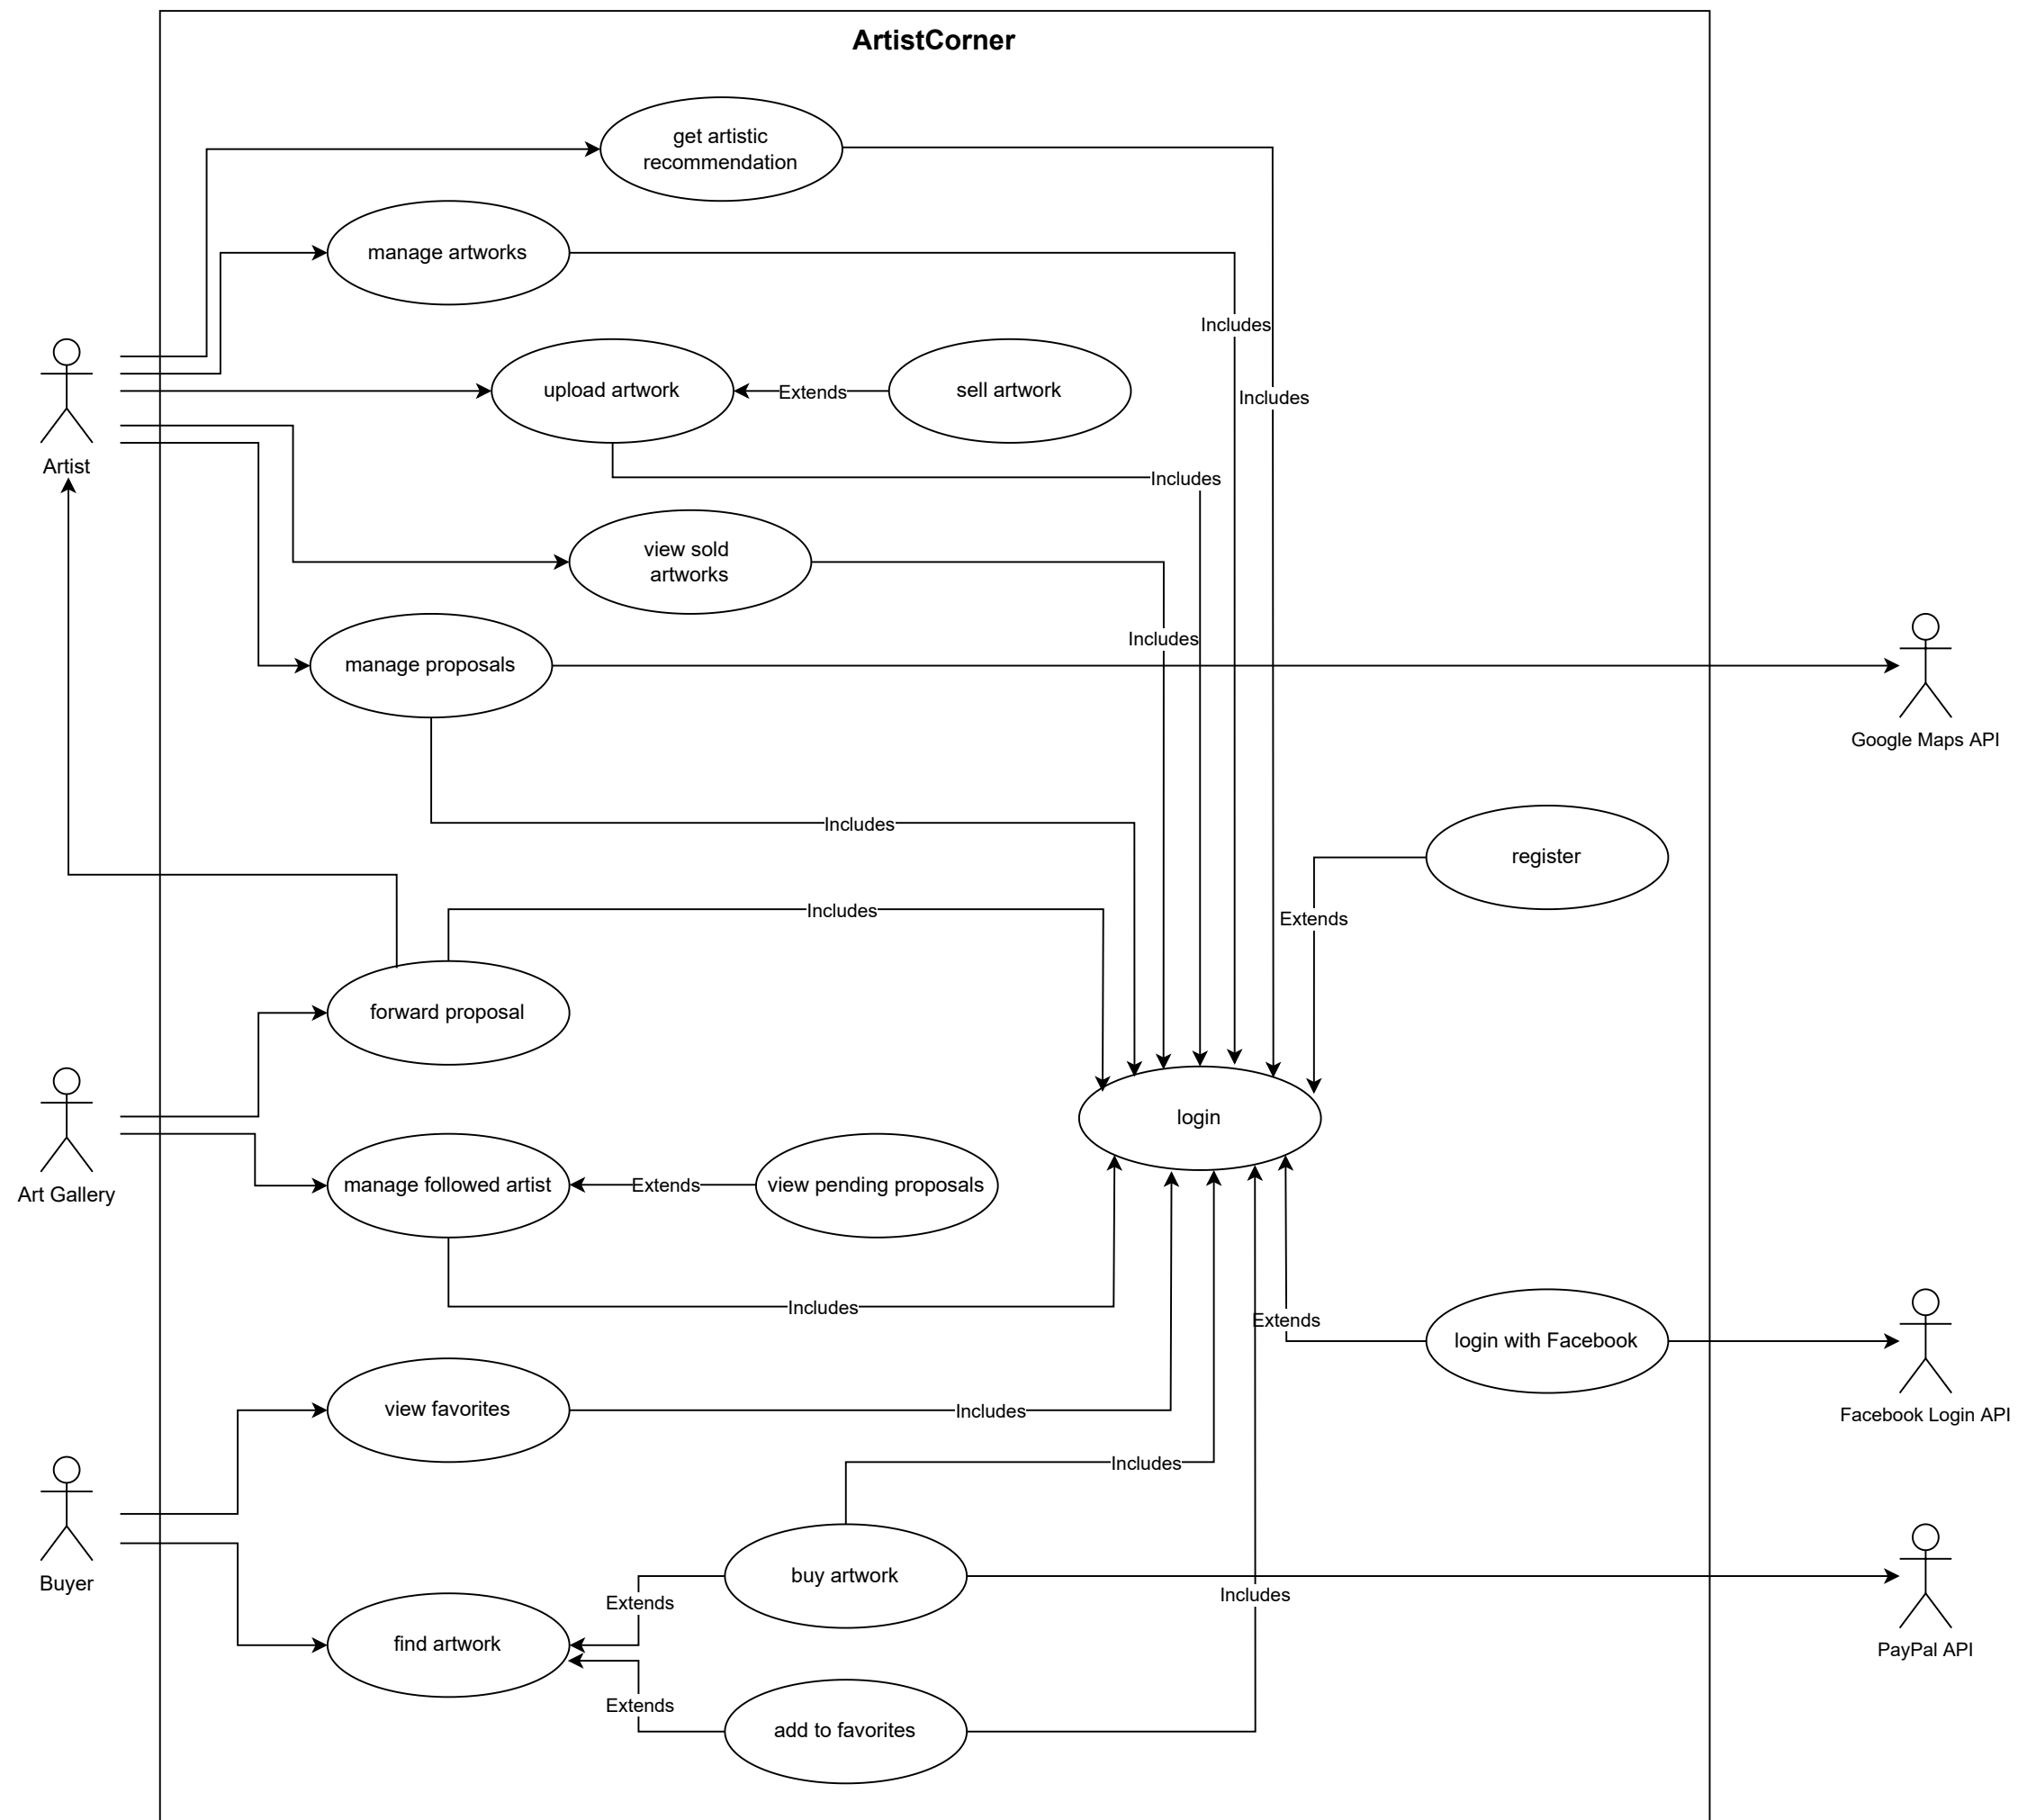 ArtistCorner
get artistic
recommendation
manage artworks
Includes
upload artwork
Extends
sell artwork
Includes
Artist
Includes
view sold
artworks
Includes
manage proposals
Google Maps API
Includes
register
Includes
Extends
forward proposal
login
manage followed artist
Extends
view pending proposals
Art Gallery
Includes
Extends
login with Facebook
view favorites
Includes
Facebook Login API
Includes
Buyer
buy artwork
Includes
Extends
find artwork
PayPal API
Extends
add to favorites